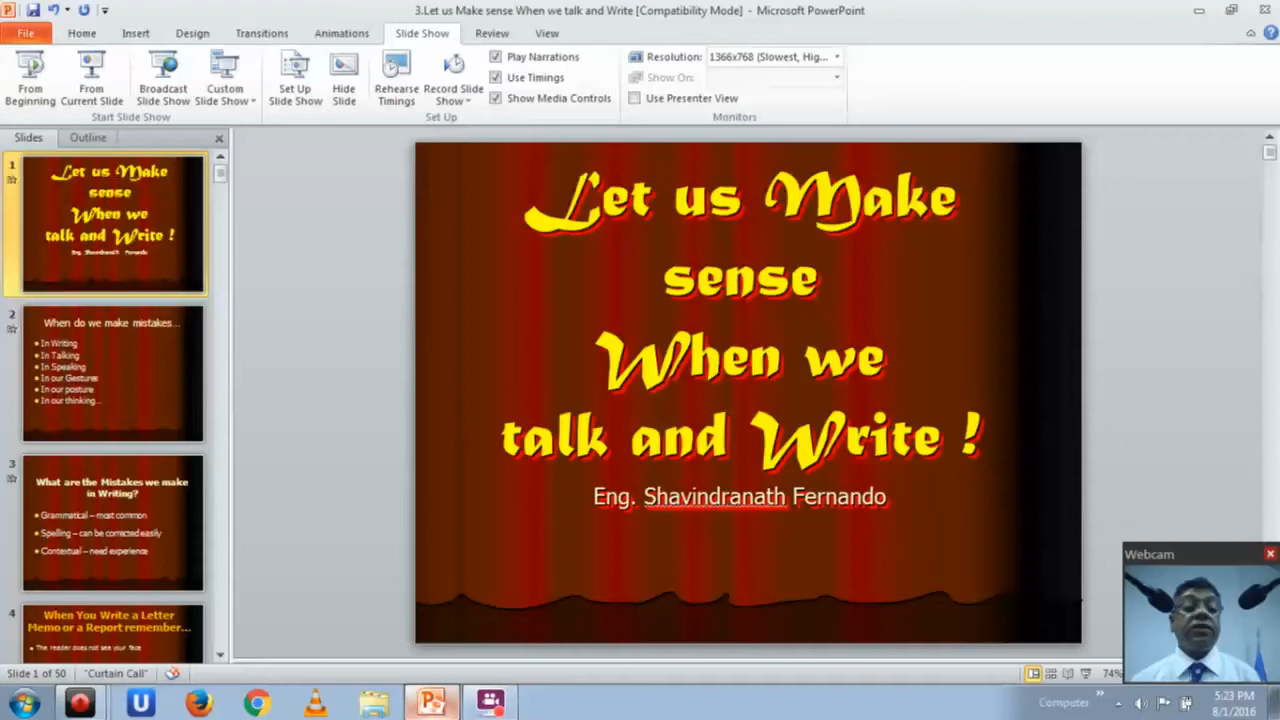 3.Let us Make sense When we talk and Write [Compatibility Mode] - Microsoft PowerPoint
File Home Insert Design Transitions Animations Slide Show Review View
From Beginning
From Current Slide
Broadcast Slide Show
Custom Slide Show
Start Slide Show
Set Up Slide Show
Hide Slide
Rehearse Timings
Record Slide Show
Play Narrations
Use Timings
Show Media Controls
Set Up
Resolution: 1366x768 (Slowest, Hig...
Show On:
Use Presenter View
Monitors
Slides Outline
1
Let us Make
sense
When we
talk and Write !
Eng. Shavindranath Fernando
2
When do we make mistakes...
In Writing
In Talking
In Speaking
In our Gestures
In our posture
In our thinking...
3
What are the Mistakes we make
in Writing?
Grammatical – most common
Spelling – can be corrected easily
Contextual – need experience
4
When You Write a Letter
Memo or a Report remember...
The reader does not see your face
Let us Make
sense
When we
talk and Write !
Eng. Shavindranath Fernando
Webcam
Slide 1 of 50 "Curtain Call" 74%
Computer
5:23 PM
8/1/2016